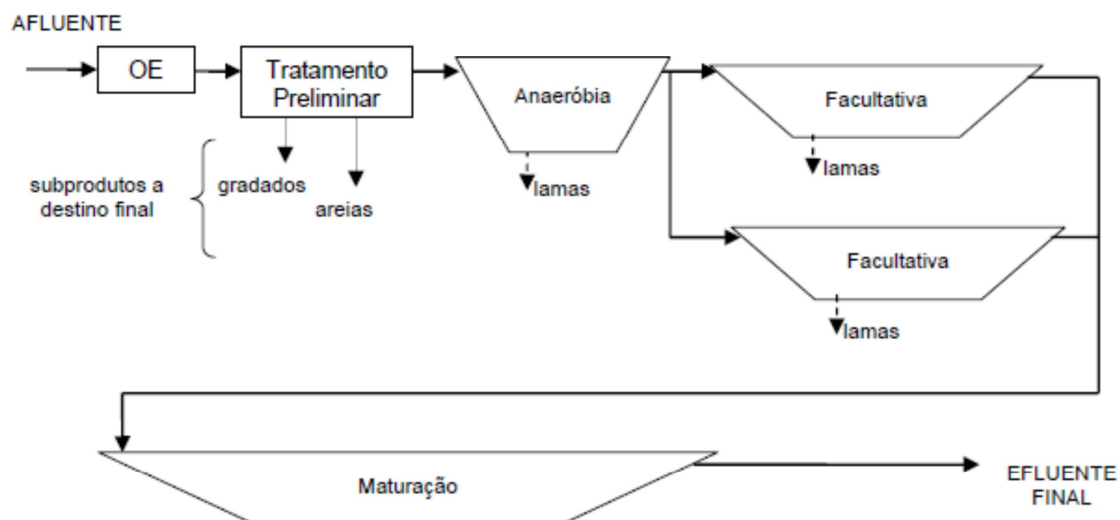 AFLUENTE
OE
Tratamento
Preliminar
Anaeróbia
Facultativa
subprodutos a
destino final
gradados
areias
lamas
lamas
Facultativa
lamas
Maturação
EFLUENTE
FINAL